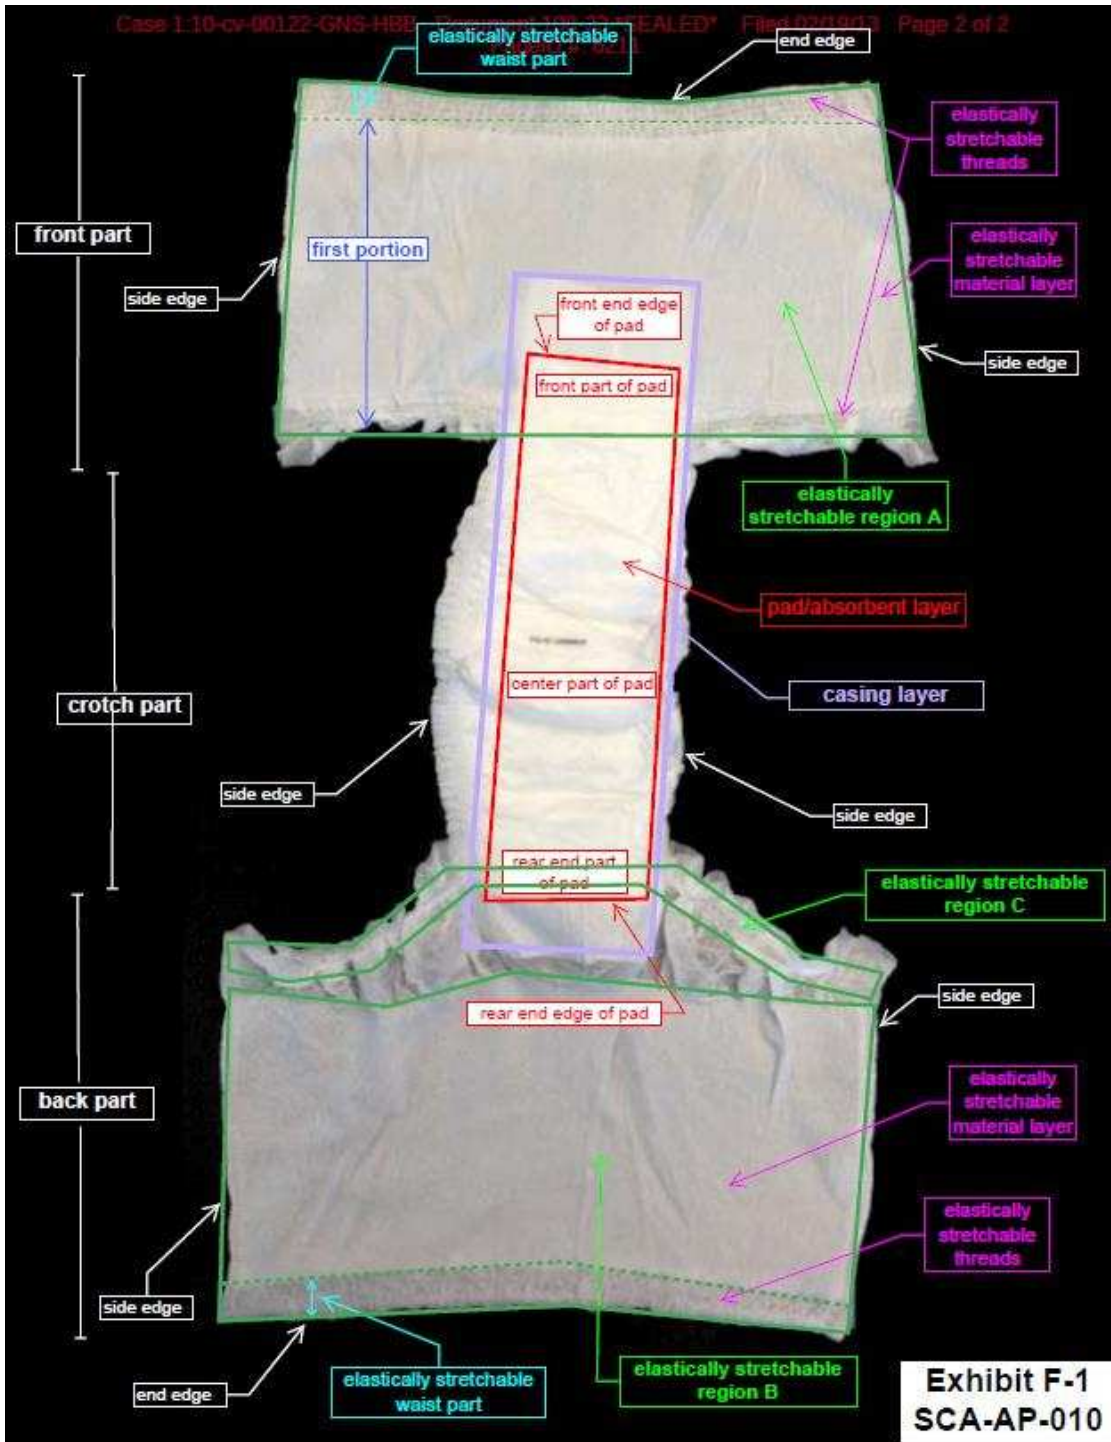 Case 1:10-cv-00122-GNS-HBB Document 108-22 *SEALED* Filed 02/19/13 Page 2 of 2
elastically stretchable
waist part
end edge
elastically
stretchable
threads
front part
first portion
elastically
stretchable
material layer
side edge
front end edge
of pad
side edge
front part of pad
elastically
stretchable region A
pad/absorbent layer
center part of pad
casing layer
crotch part
side edge
side edge
rear end part
of pad
elastically stretchable
region C
side edge
rear end edge of pad
back part
elastically
stretchable
material layer
elastically
stretchable
threads
side edge
end edge
elastically stretchable
waist part
elastically stretchable
region B
Exhibit F-1
SCA-AP-010